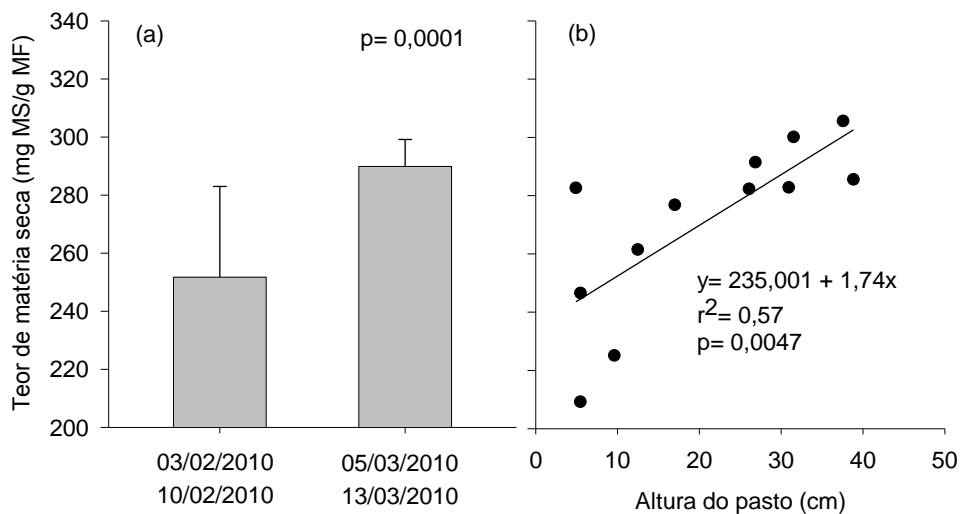 Teor de matéria seca (mg MS/g MF)
340
320
300
280
260
240
220
200
(a)
p= 0,0001
03/02/2010
10/02/2010
05/03/2010
13/03/2010
(b)
y= 235,001 + 1,74x
r2= 0,57
p= 0,0047
0 10 20 30 40 50
Altura do pasto (cm)